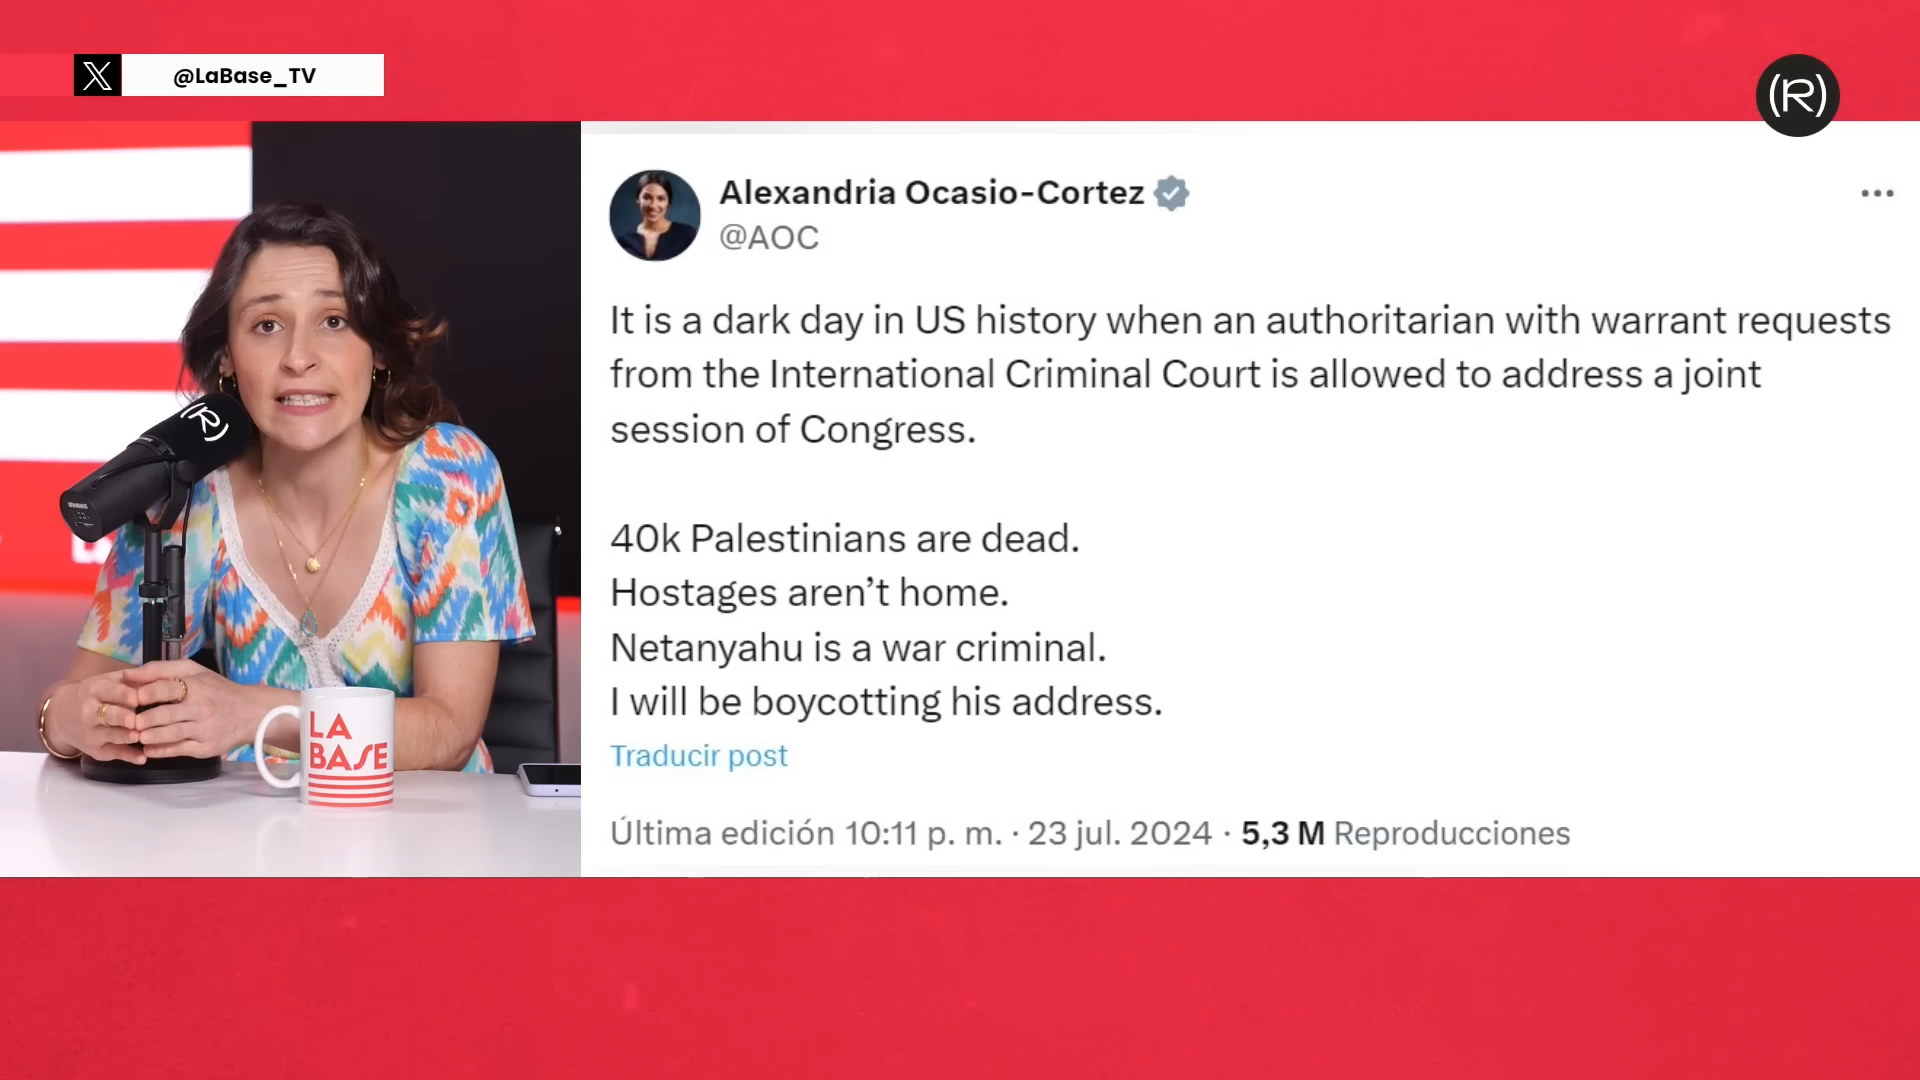 @LaBase_TV
(R)
Alexandria Ocasio-Cortez
@AOC
It is a dark day in US history when an authoritarian with warrant requests
from the International Criminal Court is allowed to address a joint
session of Congress.
40k Palestinians are dead.
Hostages aren’t home.
Netanyahu is a war criminal.
I will be boycotting his address.
Traducir post
Última edición 10:11 p. m. · 23 jul. 2024 · 5,3 M Reproducciones
(R)
LA
BASE